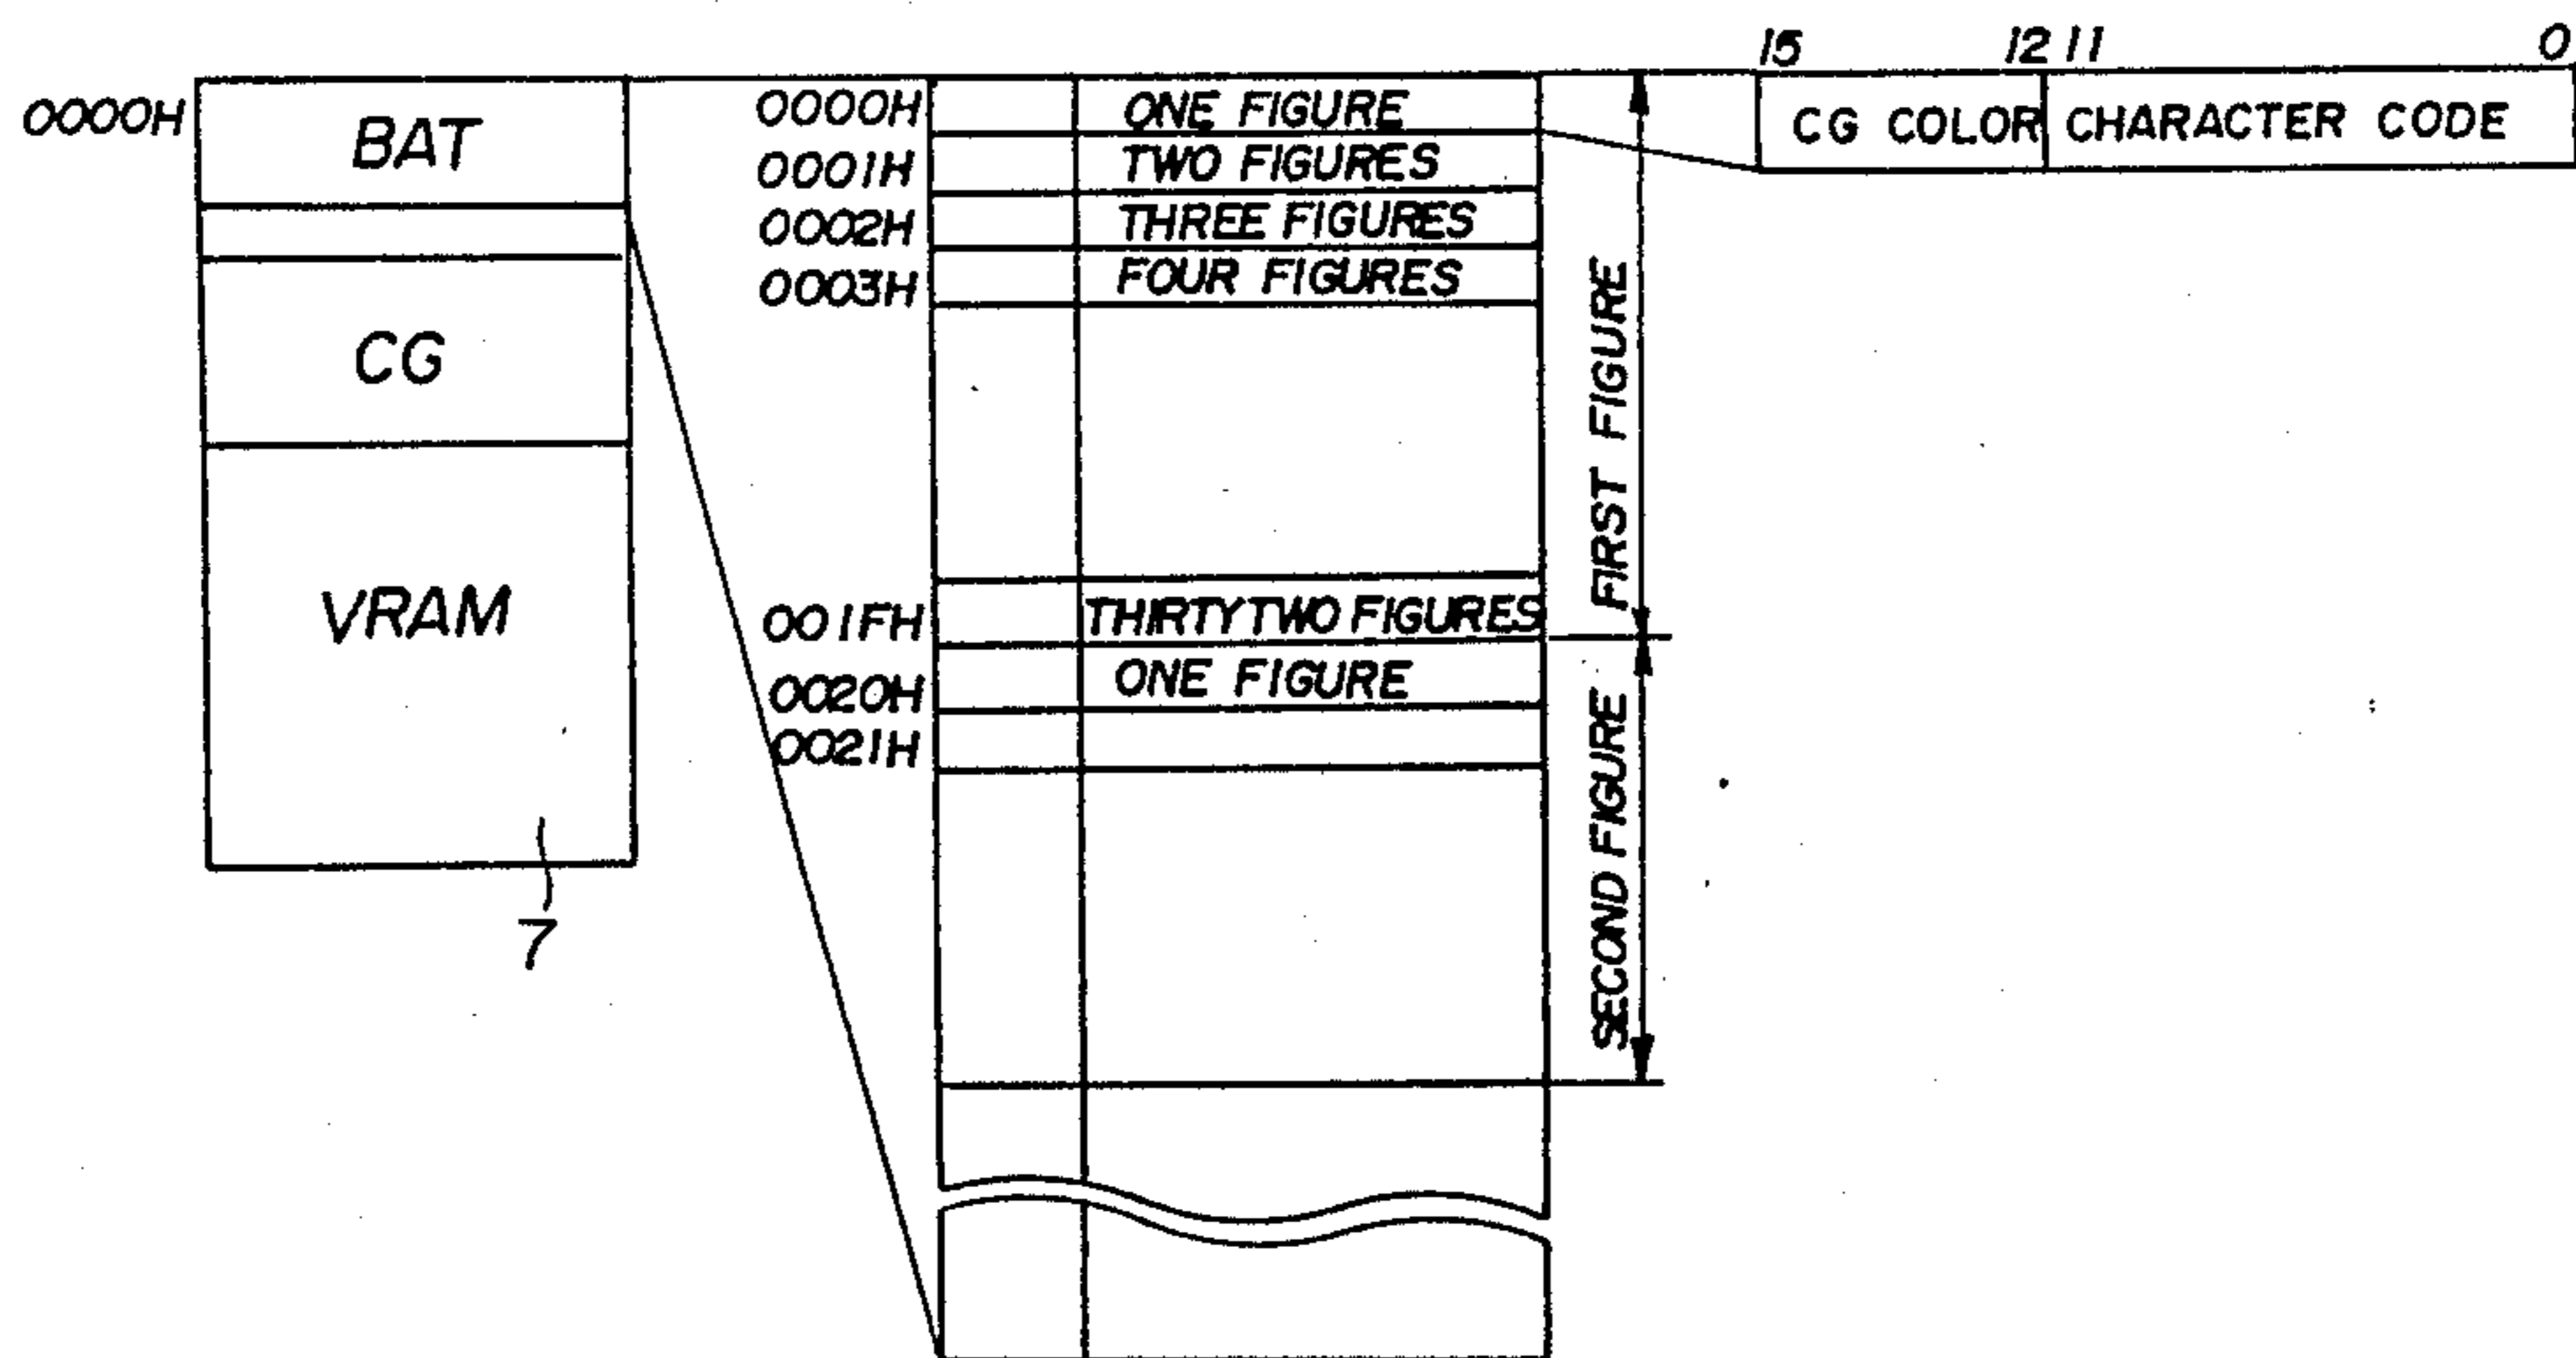 0000H
BAT
CG
VRAM
7
0000H ONE FIGURE
0001H TWO FIGURES
0002H THREE FIGURES
0003H FOUR FIGURES
001FH THIRTYTWO FIGURES
0020H ONE FIGURE
0021H
FIRST FIGURE
SECOND FIGURE
15 12 11 0
CG COLOR CHARACTER CODE